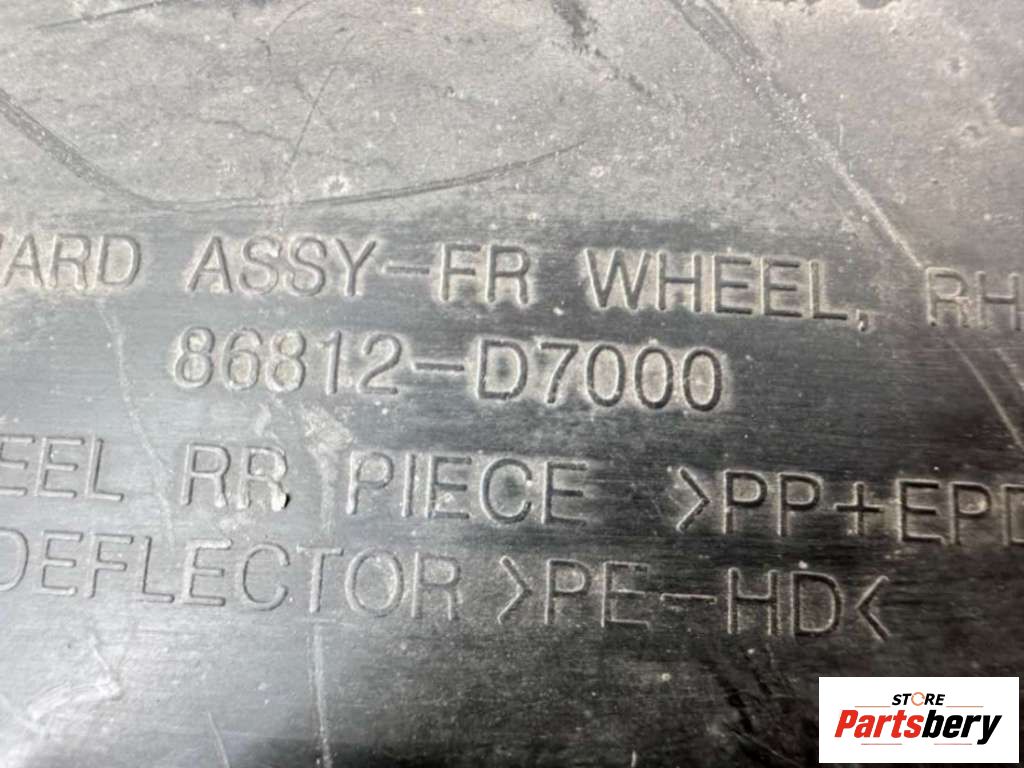 ARD ASSY-FR WHEEL, RH
86812-D7000
EEL RR PIECE >PP+EPD
DEFLECTOR >PE-HD<
STORE
Partsbery